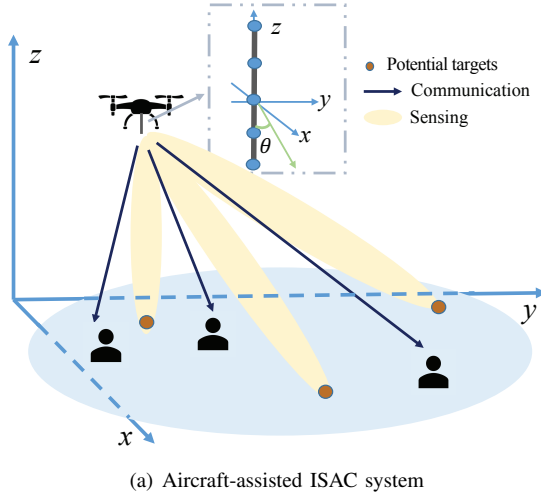 z
z
y
x
θ
Potential targets
Communication
Sensing
y
x
(a) Aircraft-assisted ISAC system